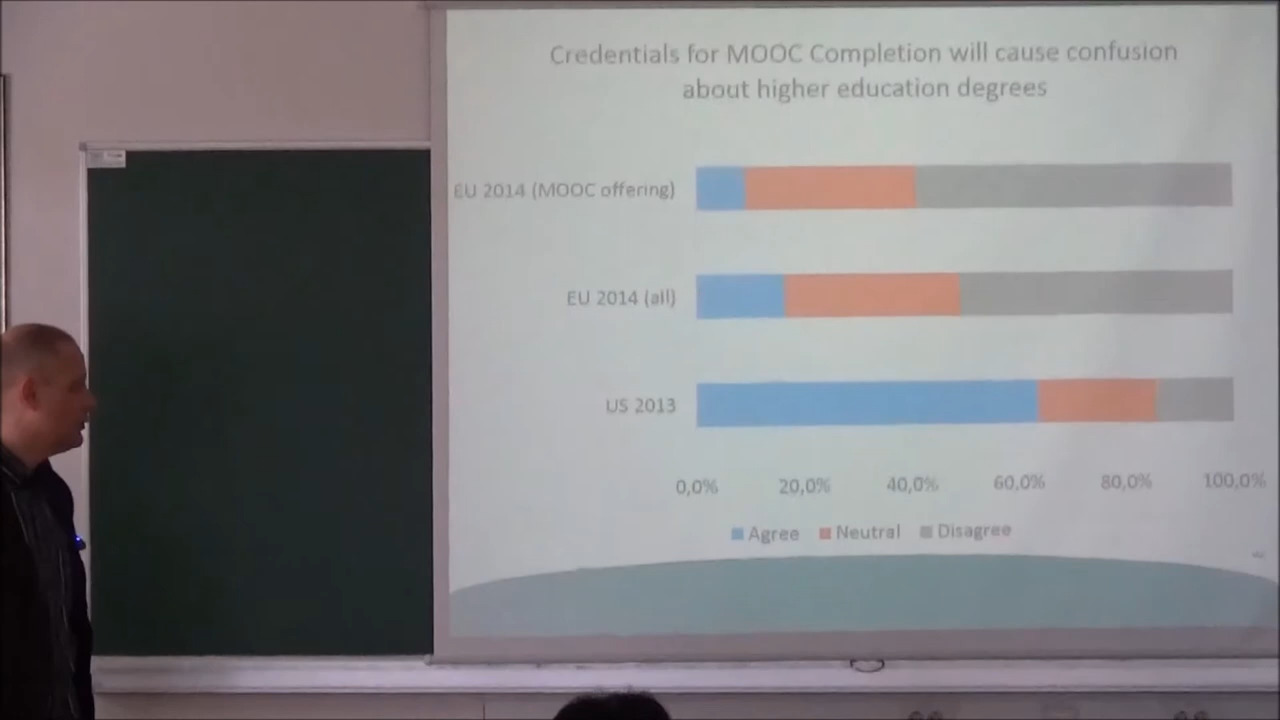 Credentials for MOOC Completion will cause confusion
about higher education degrees
EU 2014 (MOOC offering)
EU 2014 (all)
US 2013
0,0% 20,0% 40,0% 60,0% 80,0% 100,0%
Agree Neutral Disagree